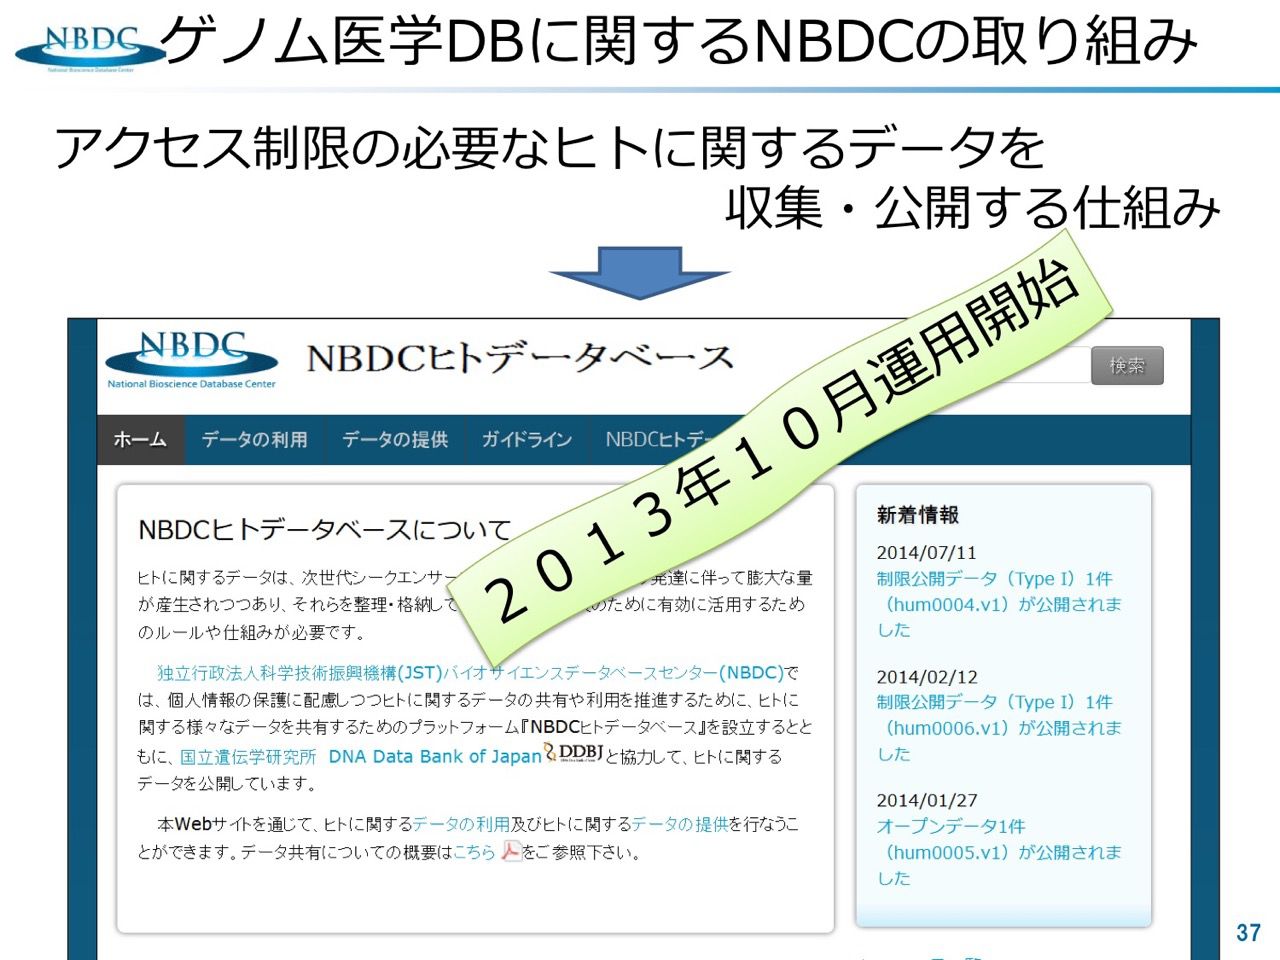 NBDC
National Bioscience Database Center
ゲノム医学DBに関するNBDCの取り組み
アクセス制限の必要なヒトに関するデータを
収集・公開する仕組み
2013年10月運用開始
NBDC
National Bioscience Database Center
NBDCヒトデータベース
検索
ホーム
データの利用
データの提供
ガイドライン
NBDCヒトデー
NBDCヒトデータベースについて
ヒトに関するデータは、次世代シークエンサー
発達に伴って膨大な量
が産生されつつあり、それらを整理・格納して
のために有効に活用するため
のルールや仕組みが必要です。
独立行政法人科学技術振興機構(JST)バイオサイエンスデータベースセンター(NBDC)で
は、個人情報の保護に配慮しつつヒトに関するデータの共有や利用を推進するために、ヒトに
関する様々なデータを共有するためのプラットフォーム『NBDCヒトデータベース』を設立するとと
もに、国立遺伝学研究所 DNA Data Bank of Japan DDBJと協力して、ヒトに関する
データを公開しています。
本Webサイトを通じて、ヒトに関するデータの利用及びヒトに関するデータの提供を行なうこ
とができます。データ共有についての概要はこちら をご参照下さい。
新着情報
2014/07/11
制限公開データ（Type I）1件
（hum0004.v1）が公開されま
した
2014/02/12
制限公開データ（Type I）1件
（hum0006.v1）が公開されま
した
2014/01/27
オープンデータ1件
（hum0005.v1）が公開されま
した
37